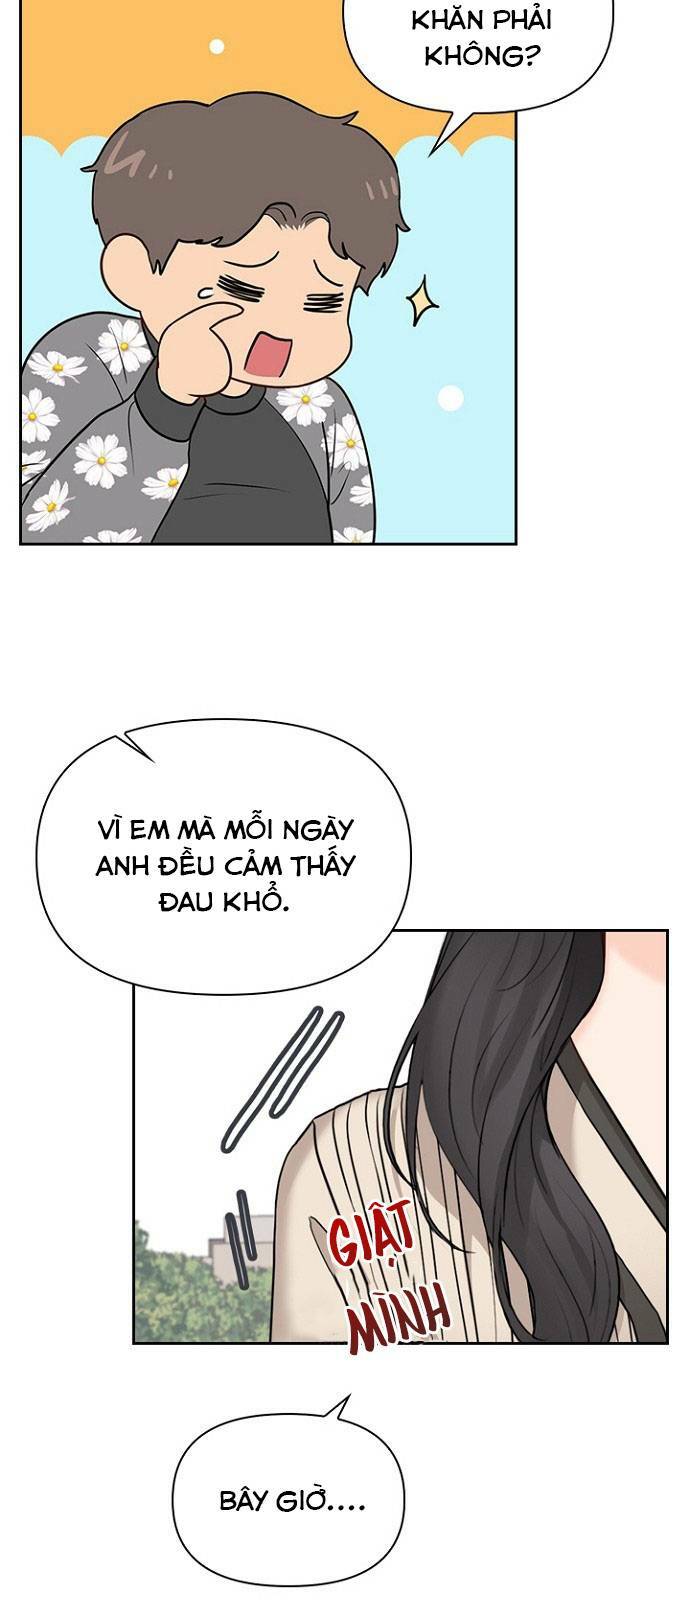 KHĂN PHẢI
KHÔNG?
VÌ EM MÀ MỖI NGÀY
ANH ĐỀU CẢM THẤY
ĐAU KHỔ.
GIẬT
MÌNH
BÂY GIỜ....